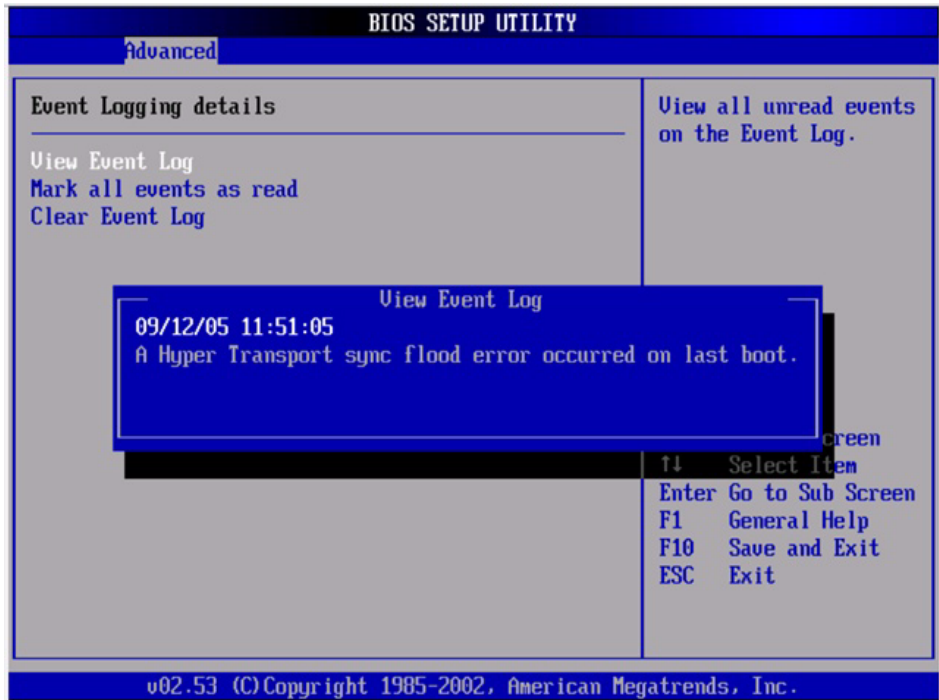 BIOS SETUP UTILITY
Advanced
Event Logging details
View Event Log
Mark all events as read
Clear Event Log
View all unread events
on the Event Log.
View Event Log
09/12/05 11:51:05
A Hyper Transport sync flood error occurred on last boot.
↑↓ Select Item
Enter Go to Sub Screen
F1 General Help
F10 Save and Exit
ESC Exit
v02.53 (C)Copyright 1985-2002, American Megatrends, Inc.